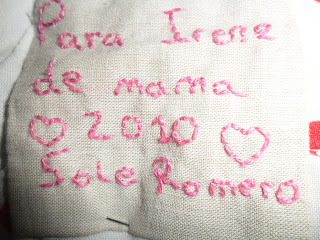 Para Irene
de mama
♡ 2010 ♡
Sole Romero